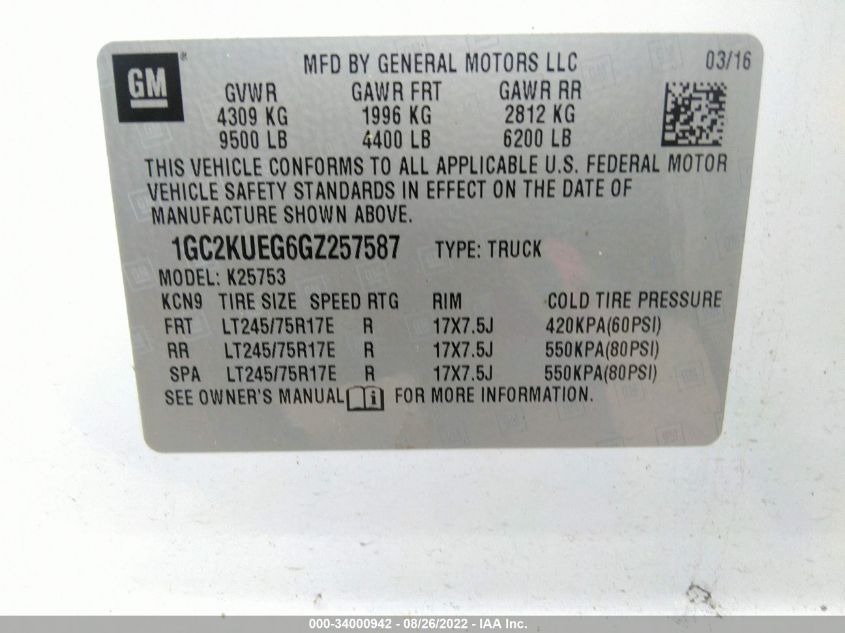 GM
MFD BY GENERAL MOTORS LLC 03/16
GVWR GAWR FRT GAWR RR
4309 KG 1996 KG 2812 KG
9500 LB 4400 LB 6200 LB
THIS VEHICLE CONFORMS TO ALL APPLICABLE U.S. FEDERAL MOTOR
VEHICLE SAFETY STANDARDS IN EFFECT ON THE DATE OF
MANUFACTURE SHOWN ABOVE.
1GC2KUEG6GZ257587 TYPE: TRUCK
MODEL: K25753
KCN9 TIRE SIZE SPEED RTG RIM COLD TIRE PRESSURE
FRT LT245/75R17E R 17X7.5J 420KPA(60PSI)
RR LT245/75R17E R 17X7.5J 550KPA(80PSI)
SPA LT245/75R17E R 17X7.5J 550KPA(80PSI)
SEE OWNER'S MANUAL i FOR MORE INFORMATION.
000-34000942 - 08/26/2022 - IAA Inc.